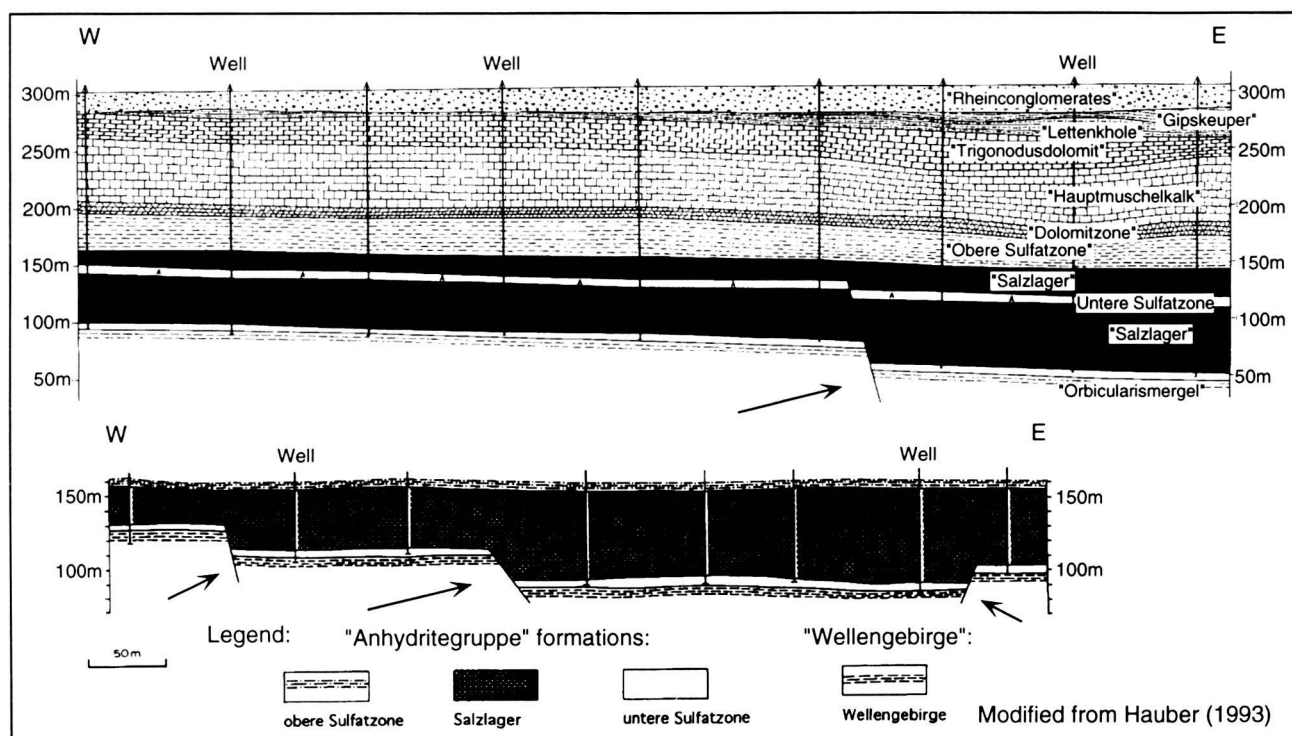 W E
Well Well Well
300m 300m
"Rheinconglomerates"
"Gipskeuper"
"Lettenkhole"
250m "Trigonodusdolomit" 250m
"Hauptmuschelkalk"
200m 200m
"Dolomitzone"
"Obere Sulfatzone"
150m 150m
"Salzlager"
Untere Sulfatzone
100m 100m
"Salzlager"
50m 50m
"Orbicularismergel"
W E
Well Well
150m 150m
100m 100m
Legend: "Anhydritegruppe" formations: "Wellengebirge":
50m
obere Sulfatzone Salzlager untere Sulfatzone Wellengebirge
Modified from Hauber (1993)